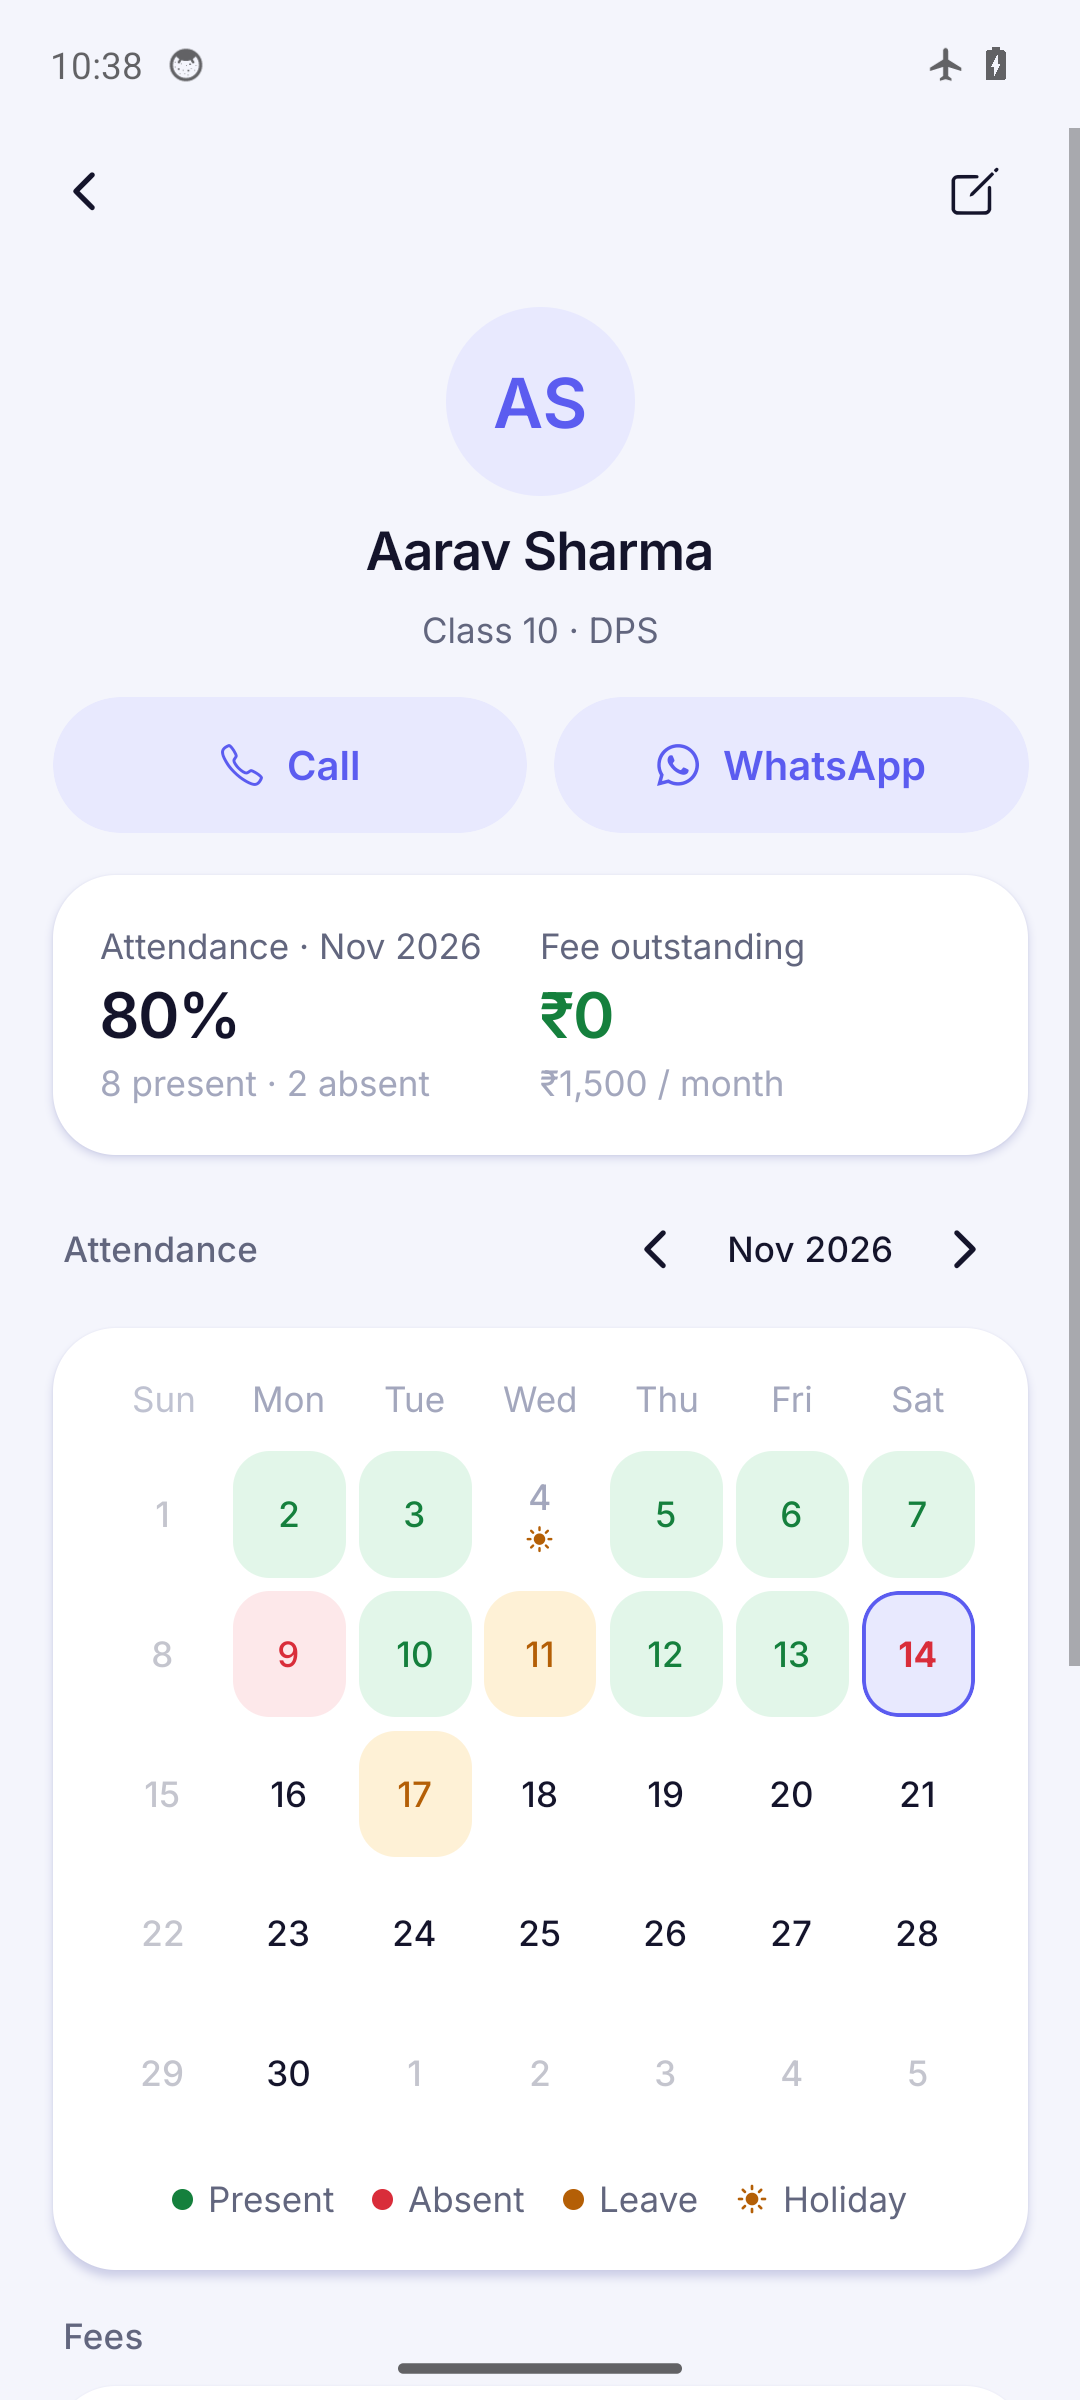 10:38
AS
Aarav Sharma
Class 10 · DPS
Call WhatsApp
Attendance · Nov 2026 Fee outstanding
80% ₹0
8 present · 2 absent ₹1,500 / month
Attendance Nov 2026
Sun Mon Tue Wed Thu Fri Sat
1 2 3 4 5 6 7
8 9 10 11 12 13 14
15 16 17 18 19 20 21
22 23 24 25 26 27 28
29 30 1 2 3 4 5
Present Absent Leave Holiday
Fees